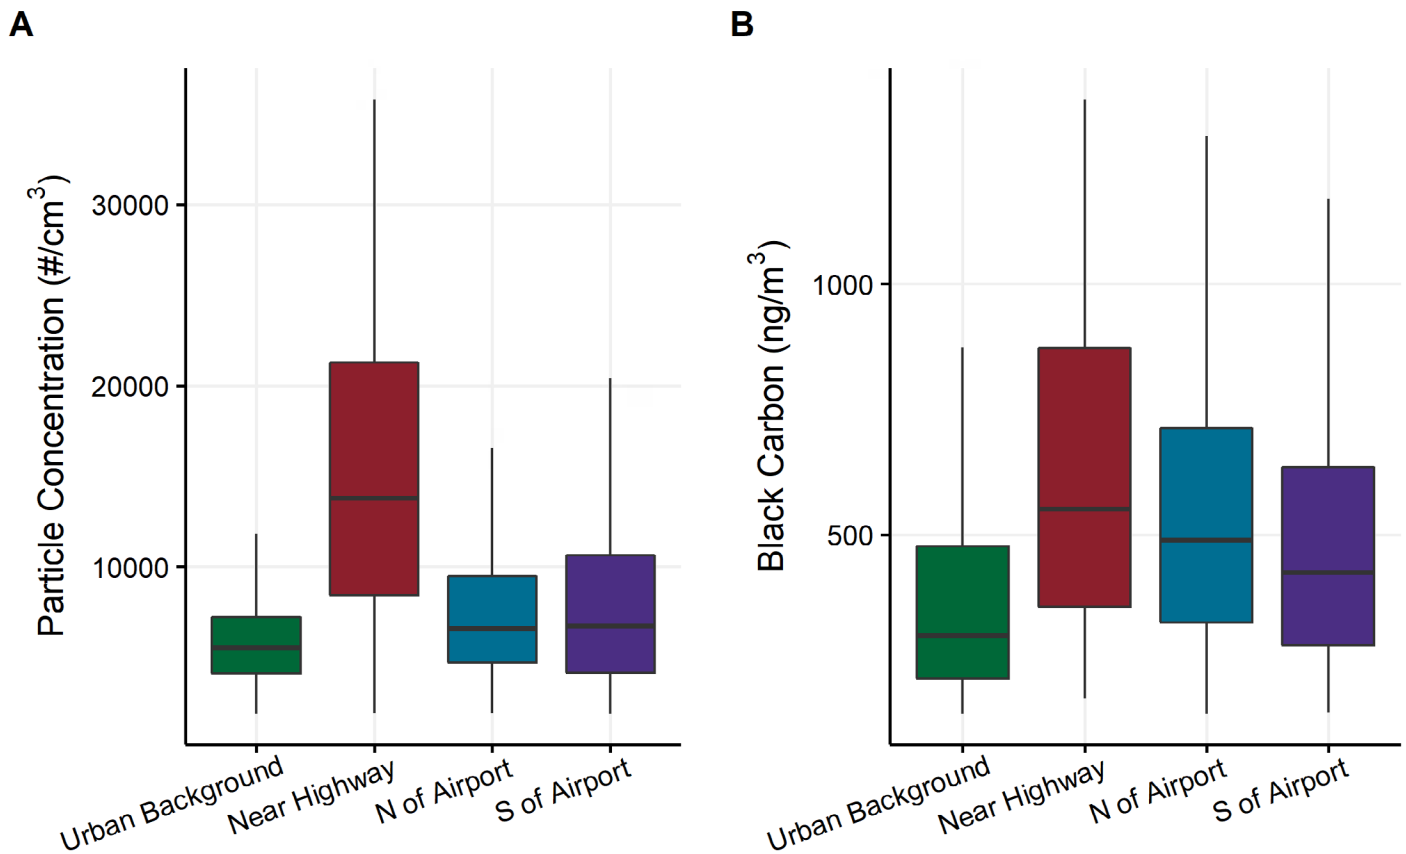 A
Particle Concentration (#/cm³)
30000
20000
10000
Urban Background
Near Highway
N of Airport
S of Airport
B
Black Carbon (ng/m³)
1000
500
Urban Background
Near Highway
N of Airport
S of Airport